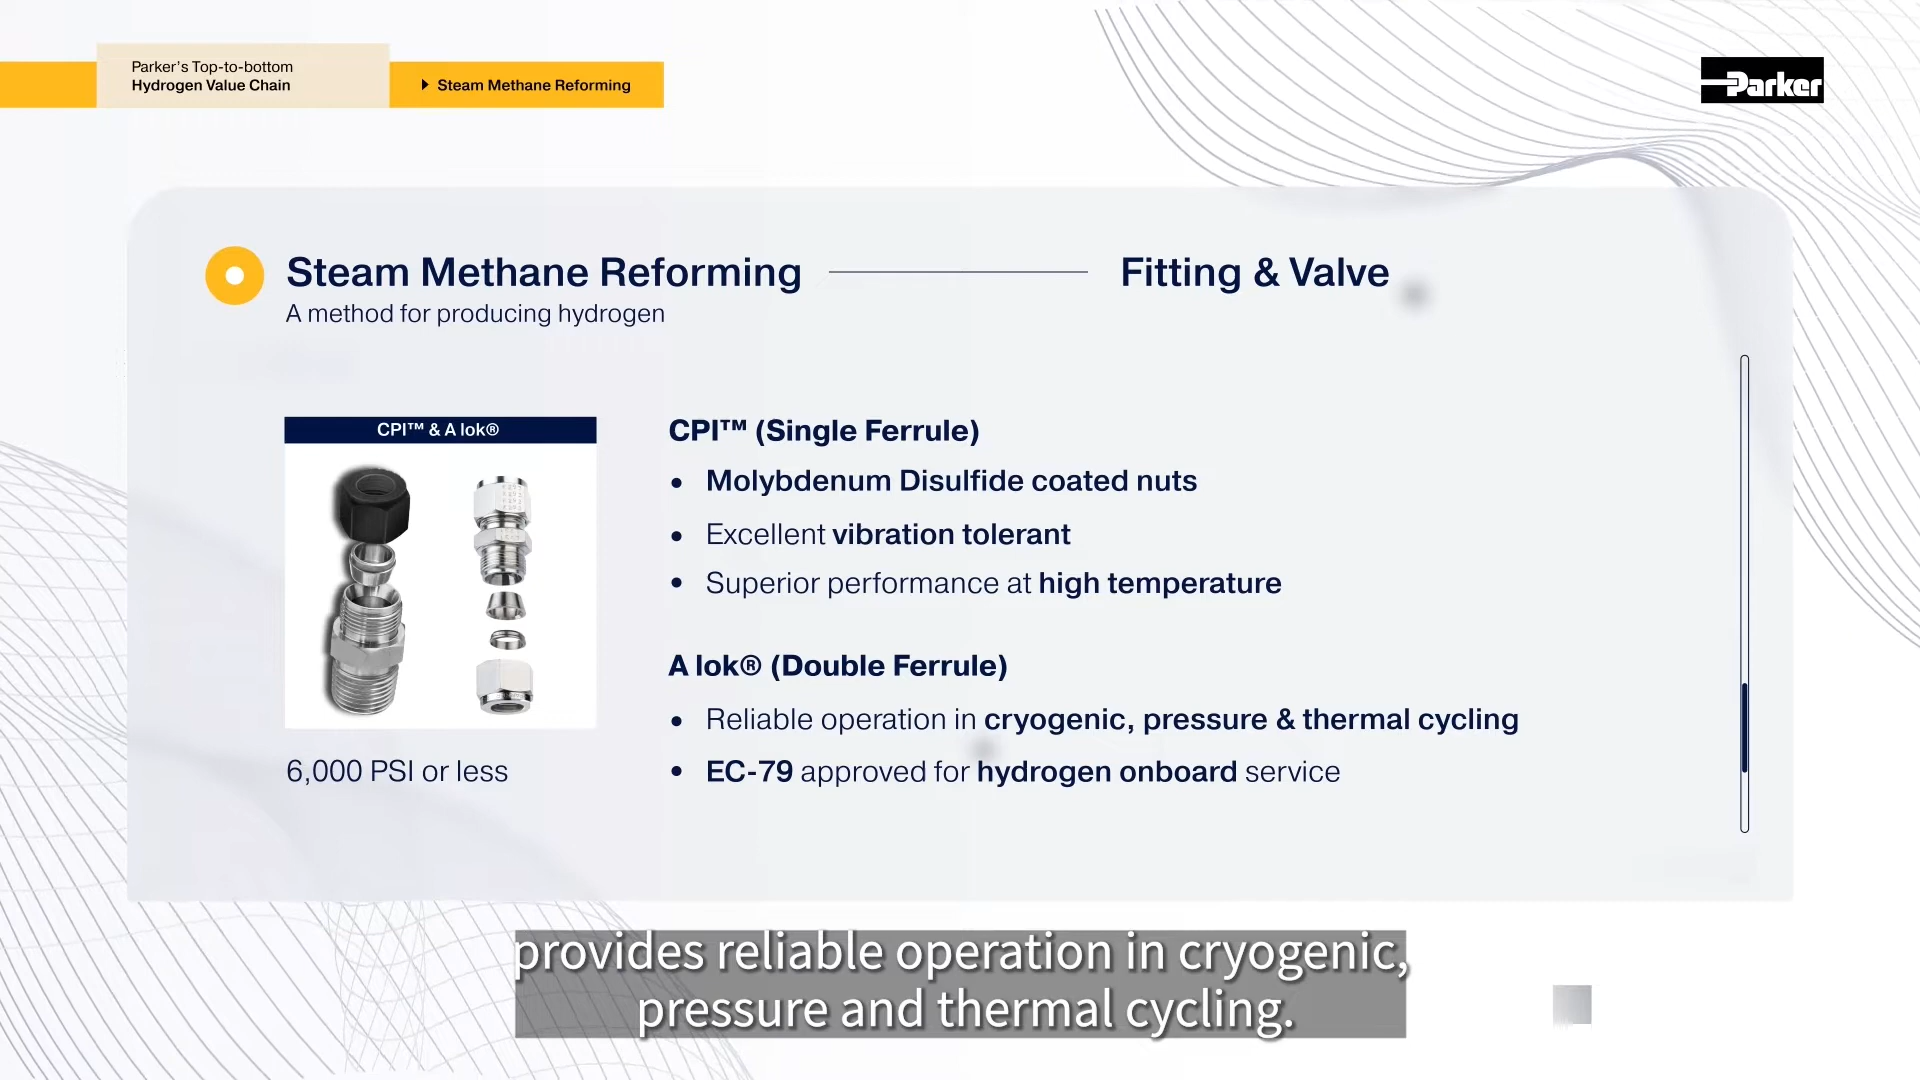 Parker's Top-to-bottom
Hydrogen Value Chain
Steam Methane Reforming
Parker
Steam Methane Reforming
Fitting & Valve
A method for producing hydrogen
CPI™ & A lok®
6,000 PSI or less
CPI™ (Single Ferrule)
• Molybdenum Disulfide coated nuts
• Excellent vibration tolerant
• Superior performance at high temperature
A lok® (Double Ferrule)
• Reliable operation in cryogenic, pressure & thermal cycling
• EC-79 approved for hydrogen onboard service
provides reliable operation in cryogenic,
pressure and thermal cycling.